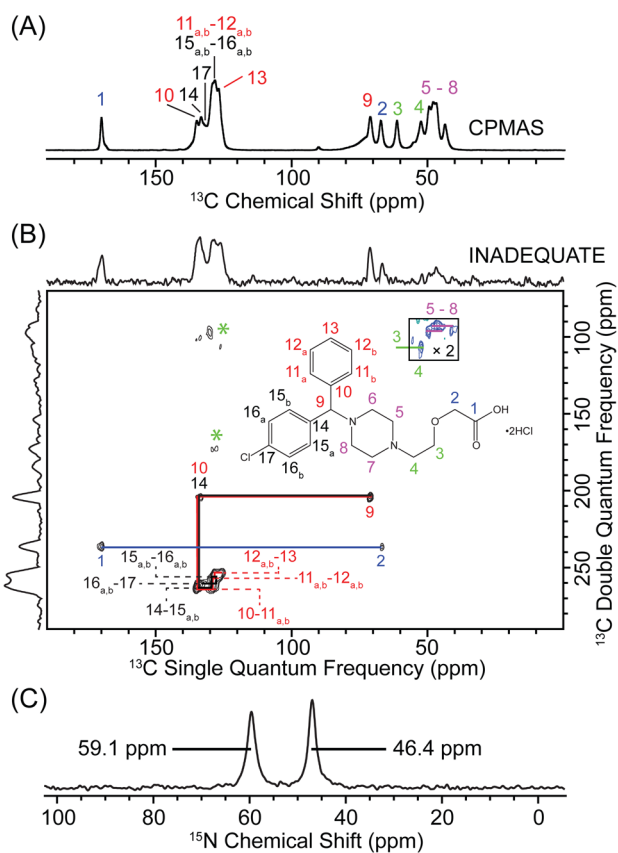 (A)
11a,b-12a,b
15a,b-16a,b
17
14
10
13
1
9
2
3
4
5 - 8
CPMAS
150
100
50
13C Chemical Shift (ppm)
(B)
INADEQUATE
5 - 8
3
4
× 2
*
*
13
12a
12b
11a
11b
10
9
15b
16a
14
15a
17
16b
Cl
N
N
6
5
8
7
4
3
O
2
1
OH
O
•2HCl
10
14
9
1
2
15a,b-16a,b
16a,b-17
14-15a,b
12a,b-13
11a,b-12a,b
10-11a,b
100
150
200
250
13C Double Quantum Frequency (ppm)
150
100
50
13C Single Quantum Frequency (ppm)
(C)
59.1 ppm
46.4 ppm
100
80
60
40
20
0
15N Chemical Shift (ppm)